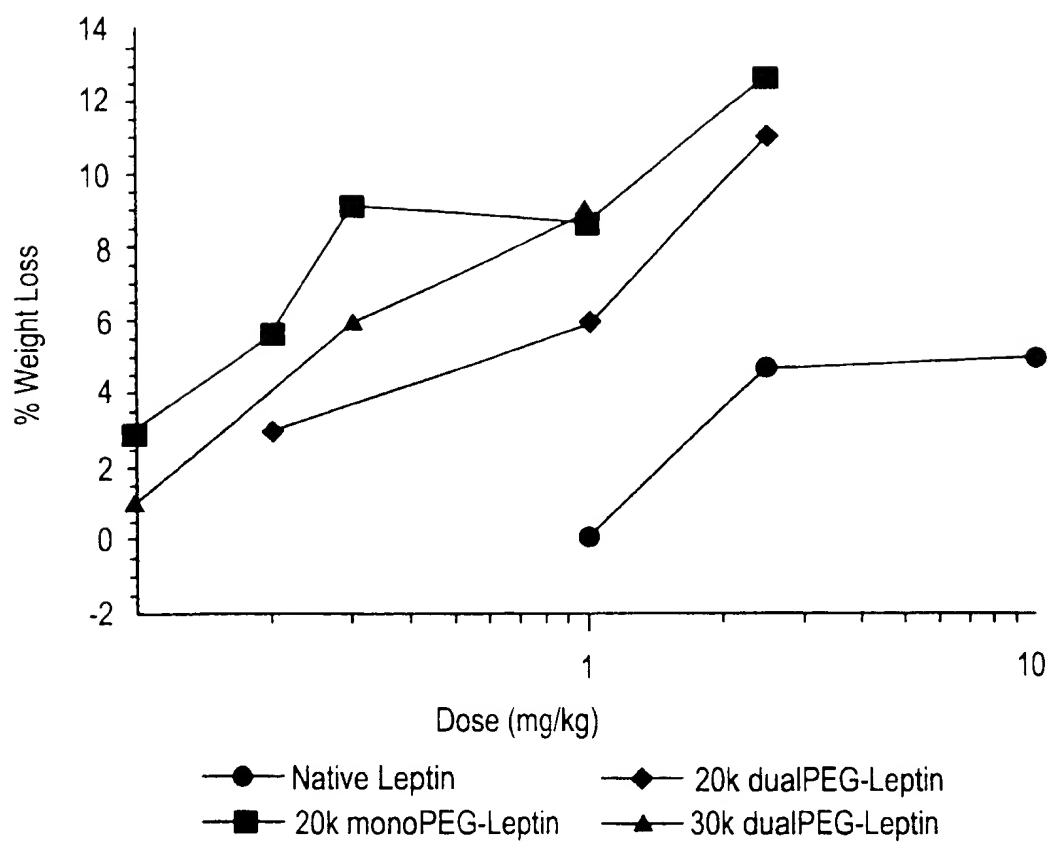 14
12
10
8
6
4
2
0
-2
% Weight Loss
1
10
Dose (mg/kg)
Native Leptin
20k dualPEG-Leptin
20k monoPEG-Leptin
30k dualPEG-Leptin